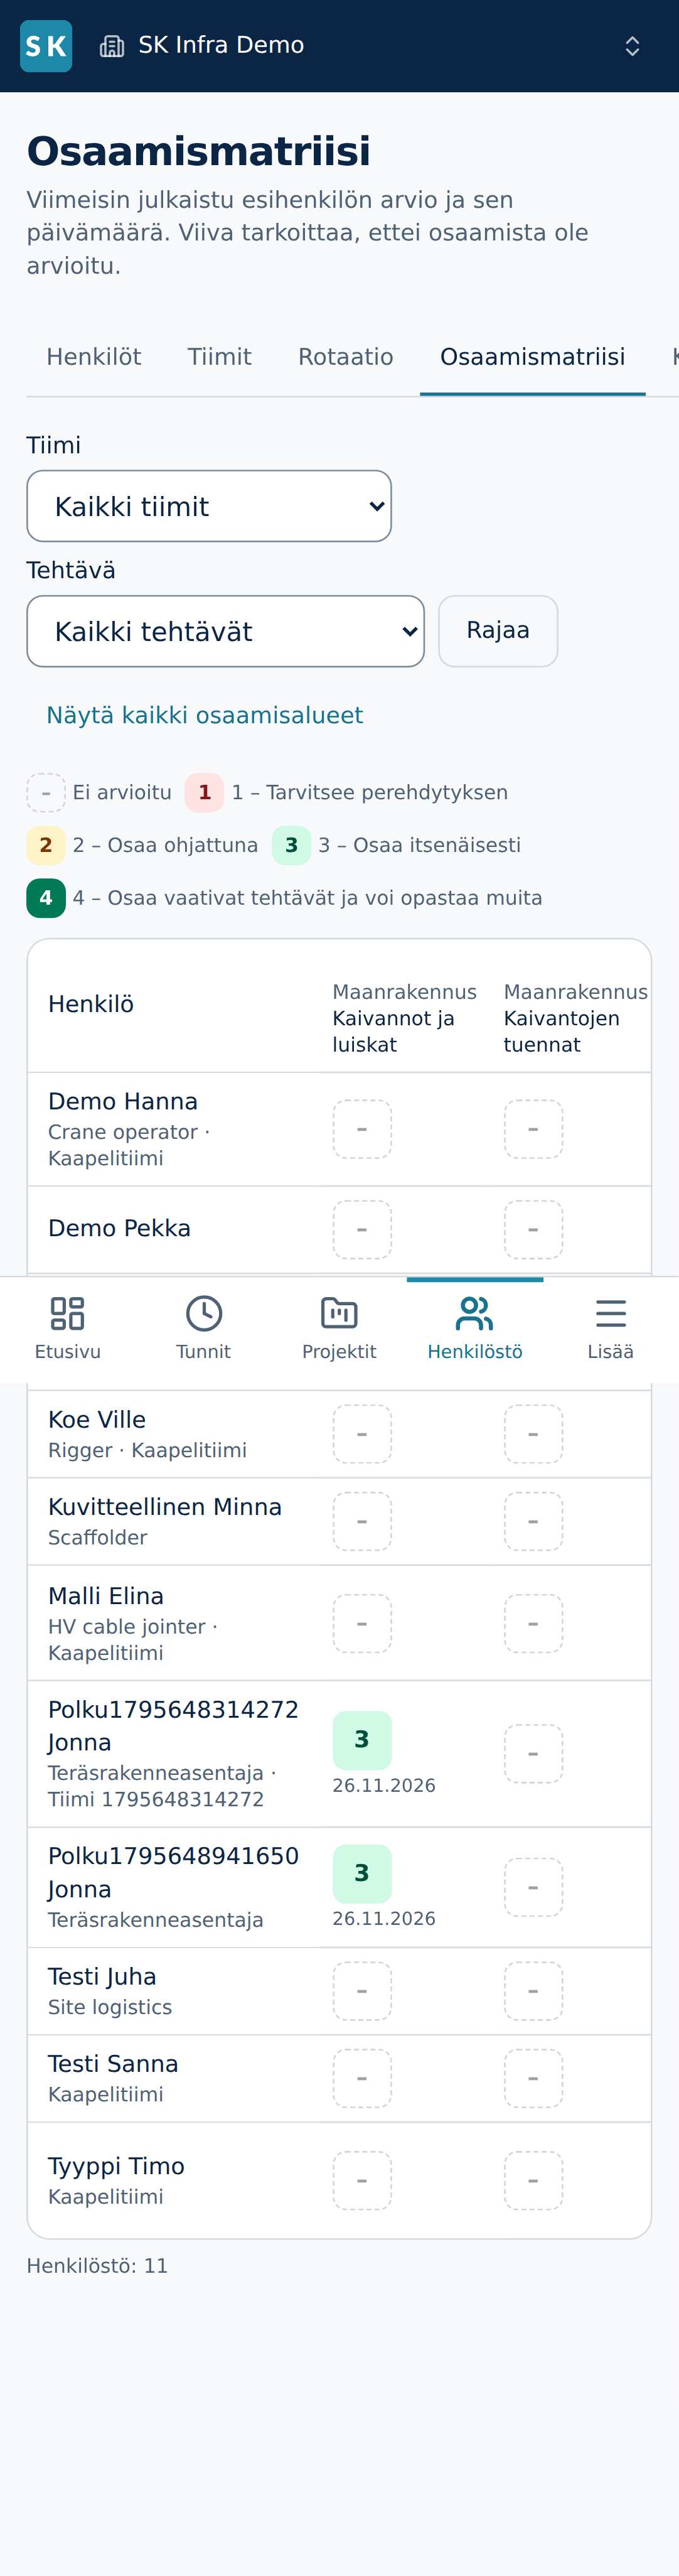 SK
SK Infra Demo
Osaamismatriisi
Viimeisin julkaistu esihenkilön arvio ja sen
päivämäärä. Viiva tarkoittaa, ettei osaamista ole
arvioitu.
Henkilöt Tiimit Rotaatio Osaamismatriisi
Tiimi
Kaikki tiimit
Tehtävä
Kaikki tehtävät Rajaa
Näytä kaikki osaamisalueet
– Ei arvioitu 1 1 – Tarvitsee perehdytyksen
2 2 – Osaa ohjattuna 3 3 – Osaa itsenäisesti
4 4 – Osaa vaativat tehtävät ja voi opastaa muita
Henkilö
Maanrakennus
Kaivannot ja
luiskat
Maanrakennus
Kaivantojen
tuennat
Demo Hanna
Crane operator ·
Kaapelitiimi
– –
Demo Pekka
– –
Etusivu Tunnit Projektit Henkilöstö Lisää
Koe Ville
Rigger · Kaapelitiimi
– –
Kuvitteellinen Minna
Scaffolder
– –
Malli Elina
HV cable jointer ·
Kaapelitiimi
– –
Polku1795648314272
Jonna
Teräsrakenneasentaja ·
Tiimi 1795648314272
3
26.11.2026
–
Polku1795648941650
Jonna
Teräsrakenneasentaja
3
26.11.2026
–
Testi Juha
Site logistics
– –
Testi Sanna
Kaapelitiimi
– –
Tyyppi Timo
Kaapelitiimi
– –
Henkilöstö: 11